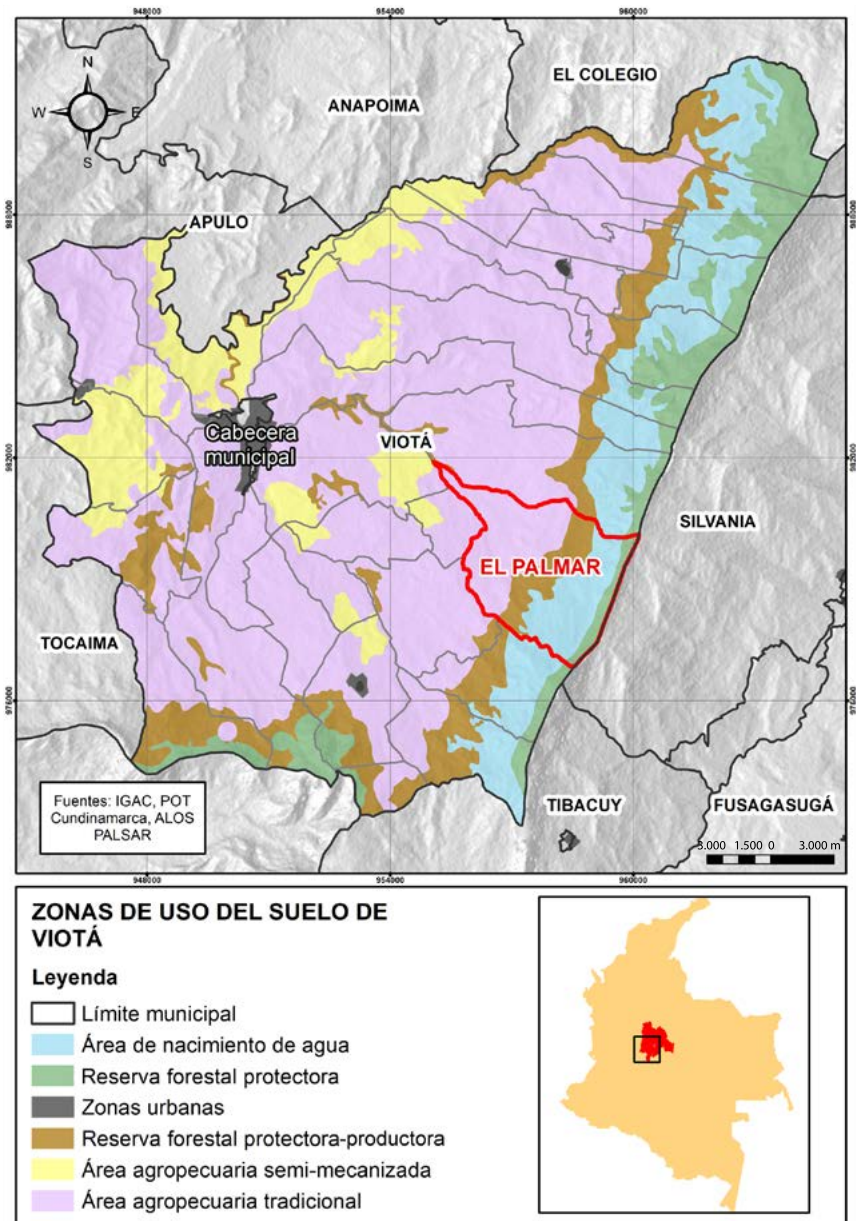 948000
954000
960000
N
W
E
S
EL COLEGIO
ANAPOIMA
988000
988000
APULO
Cabecera
municipal
VIOTÁ
982000
982000
SILVANIA
EL PALMAR
TOCAIMA
976000
976000
Fuentes: IGAC, POT
Cundinamarca, ALOS
PALSAR
TIBACUY
FUSAGASUGÁ
3.000 1.500 0 3.000 m
948000
954000
960000
ZONAS DE USO DEL SUELO DE
VIOTÁ
Leyenda
Límite municipal
Área de nacimiento de agua
Reserva forestal protectora
Zonas urbanas
Reserva forestal protectora-productora
Área agropecuaria semi-mecanizada
Área agropecuaria tradicional